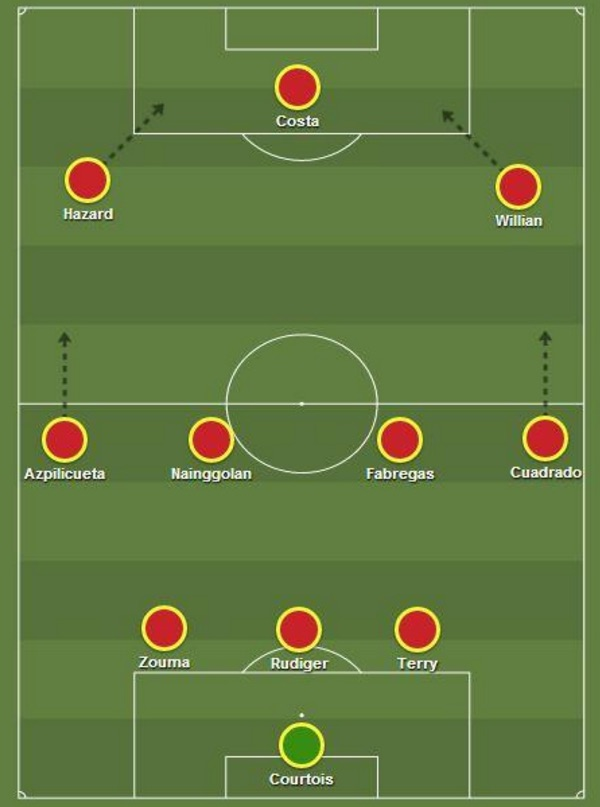 Costa
Hazard
Willian
Azpilicueta
Nainggolan
Fabregas
Cuadrado
Zouma
Rudiger
Terry
Courtois